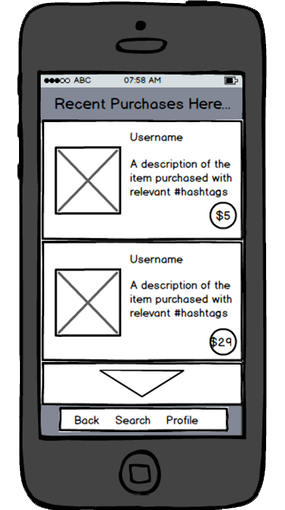 ABC 07:58 AM
Recent Purchases Here...
Username
A description of the
item purchased with
relevant #hashtags
$5
Username
A description of the
item purchased with
relevant #hashtags
$29
Back Search Profile